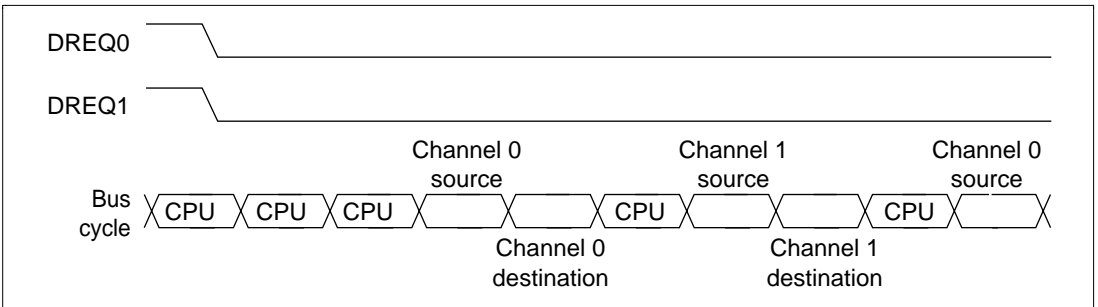 DREQ0
DREQ1
Channel 0
source
Channel 1
source
Channel 0
source
Bus
cycle
CPU CPU CPU CPU CPU
Channel 0
destination
Channel 1
destination